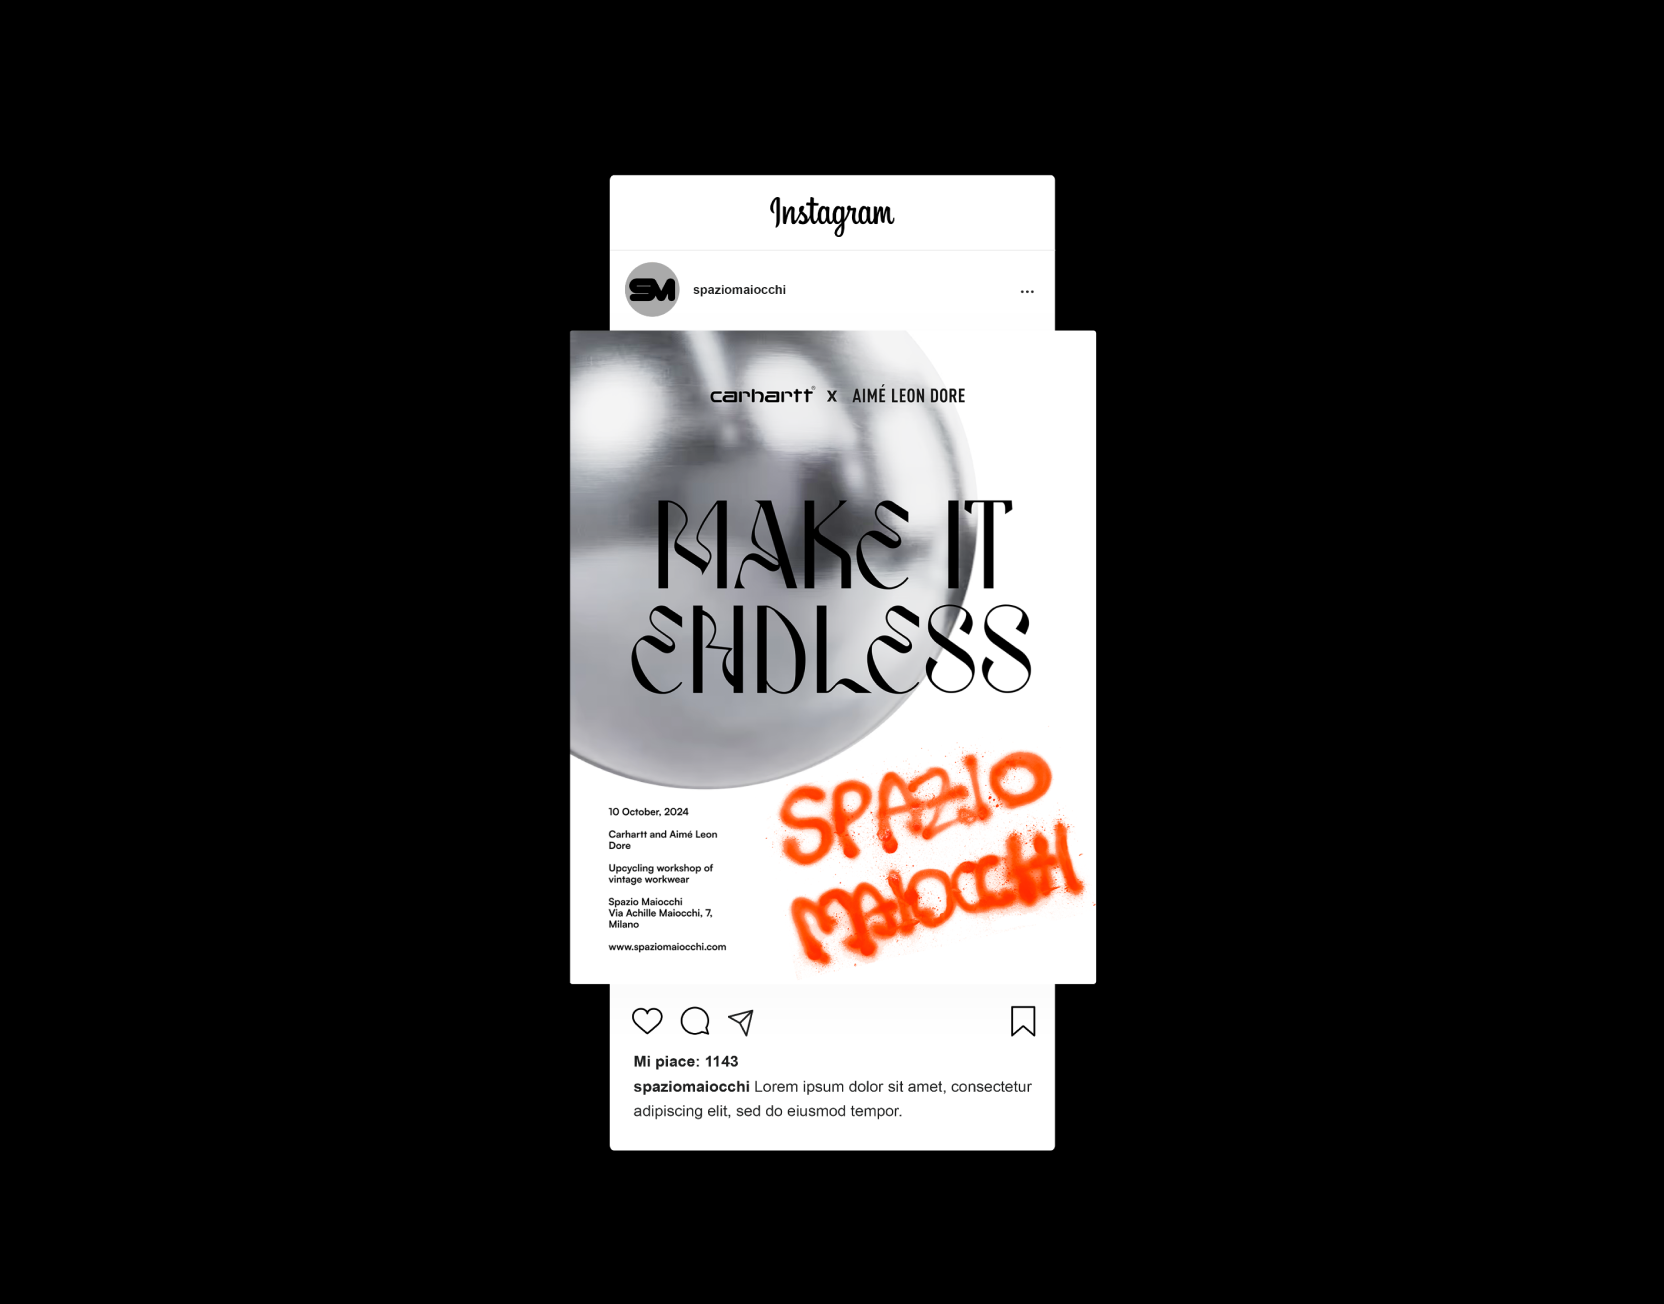 Instagram
SM
spaziomaiocchi
carhartt® x AIMÉ LEON DORE
MAKE IT
ENDLESS
SPAZIO
MAIOCCHI
10 October, 2024
Carhartt and Aimé Leon
Dore
Upcycling workshop of
vintage workwear
Spazio Maiocchi
Via Achille Maiocchi, 7,
Milano
www.spaziomaiocchi.com
Mi piace: 1143
spaziomaiocchi Lorem ipsum dolor sit amet, consectetur
adipiscing elit, sed do eiusmod tempor.